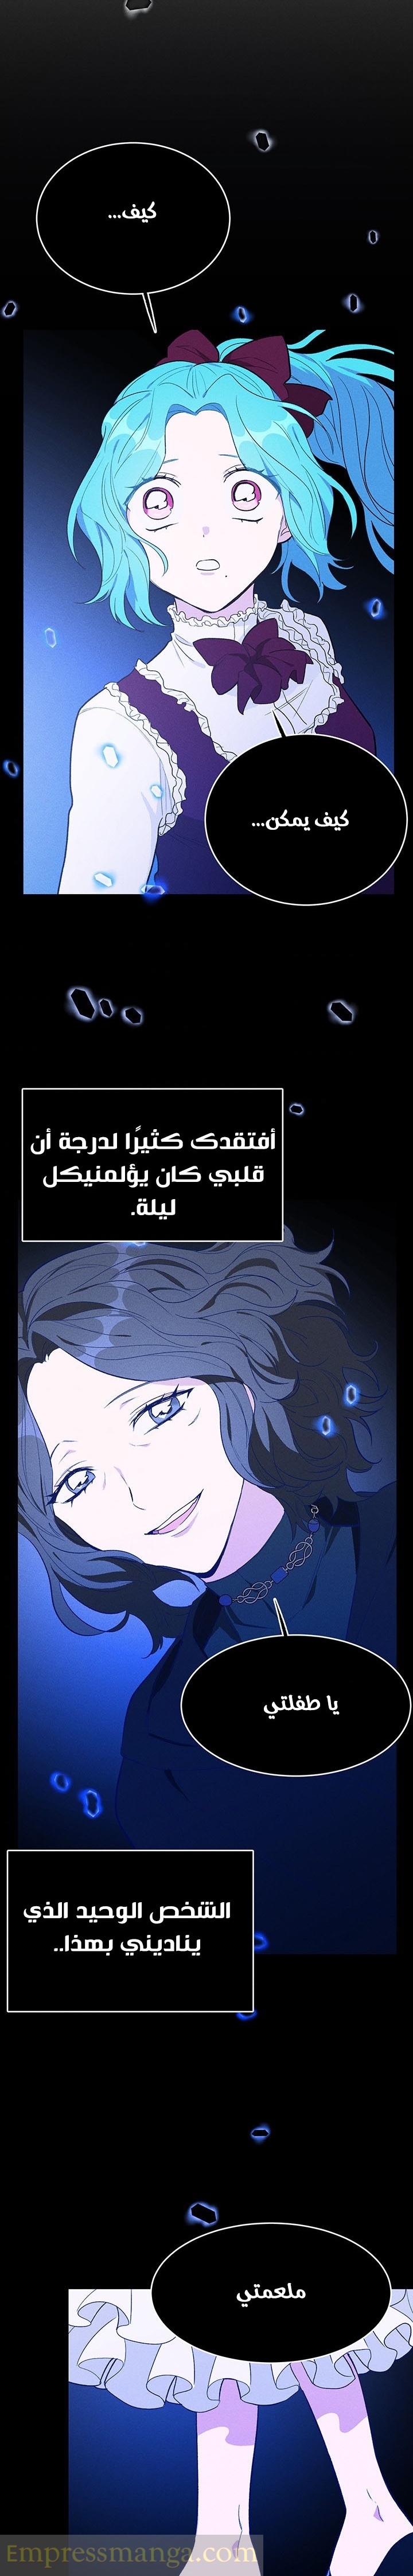 كيف...
كيف يمكن...
أفتقدك كثيرًا لدرجة أن
قلبي كان يؤلمنيكل
ليلة.
يا طفلتي
الشخص الوحيد الذي
يناديني بهذا..
ملعمتي
Empressmanga.com